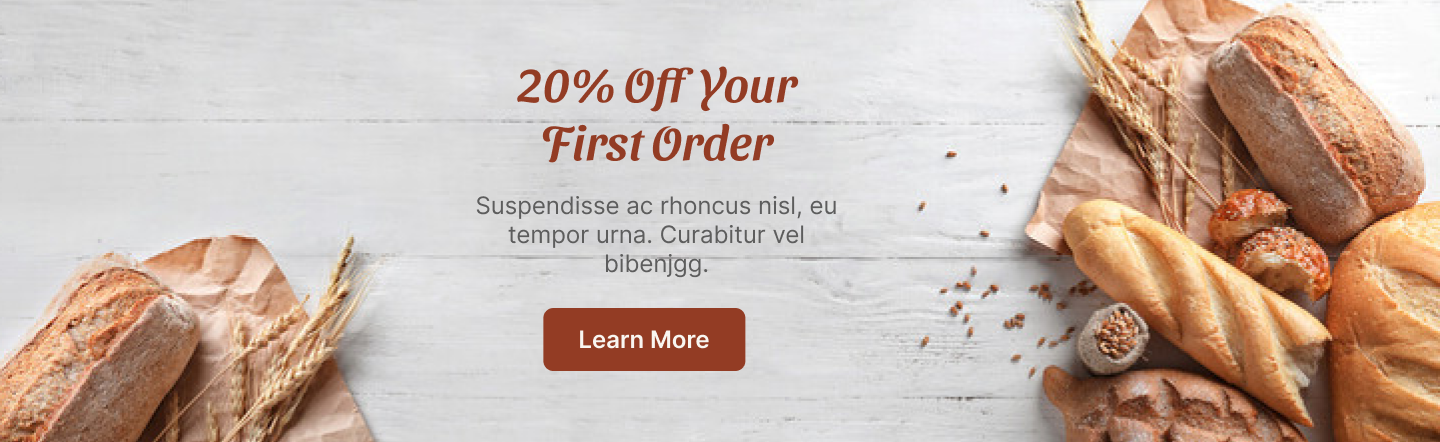 20% Off Your
First Order
Suspendisse ac rhoncus nisl, eu
tempor urna. Curabitur vel
bibenjgg.
Learn More